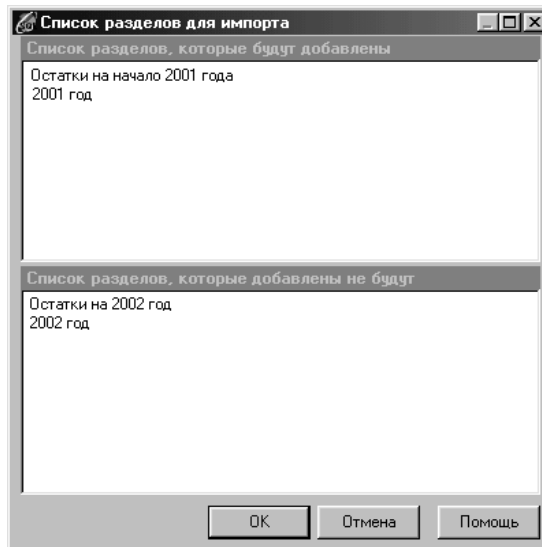 Список разделов для импорта
Список разделов, которые будут добавлены
Остатки на начало 2001 года
2001 год
Список разделов, которые добавлены не будут
Остатки на 2002 год
2002 год
OK
Отмена
Помощь